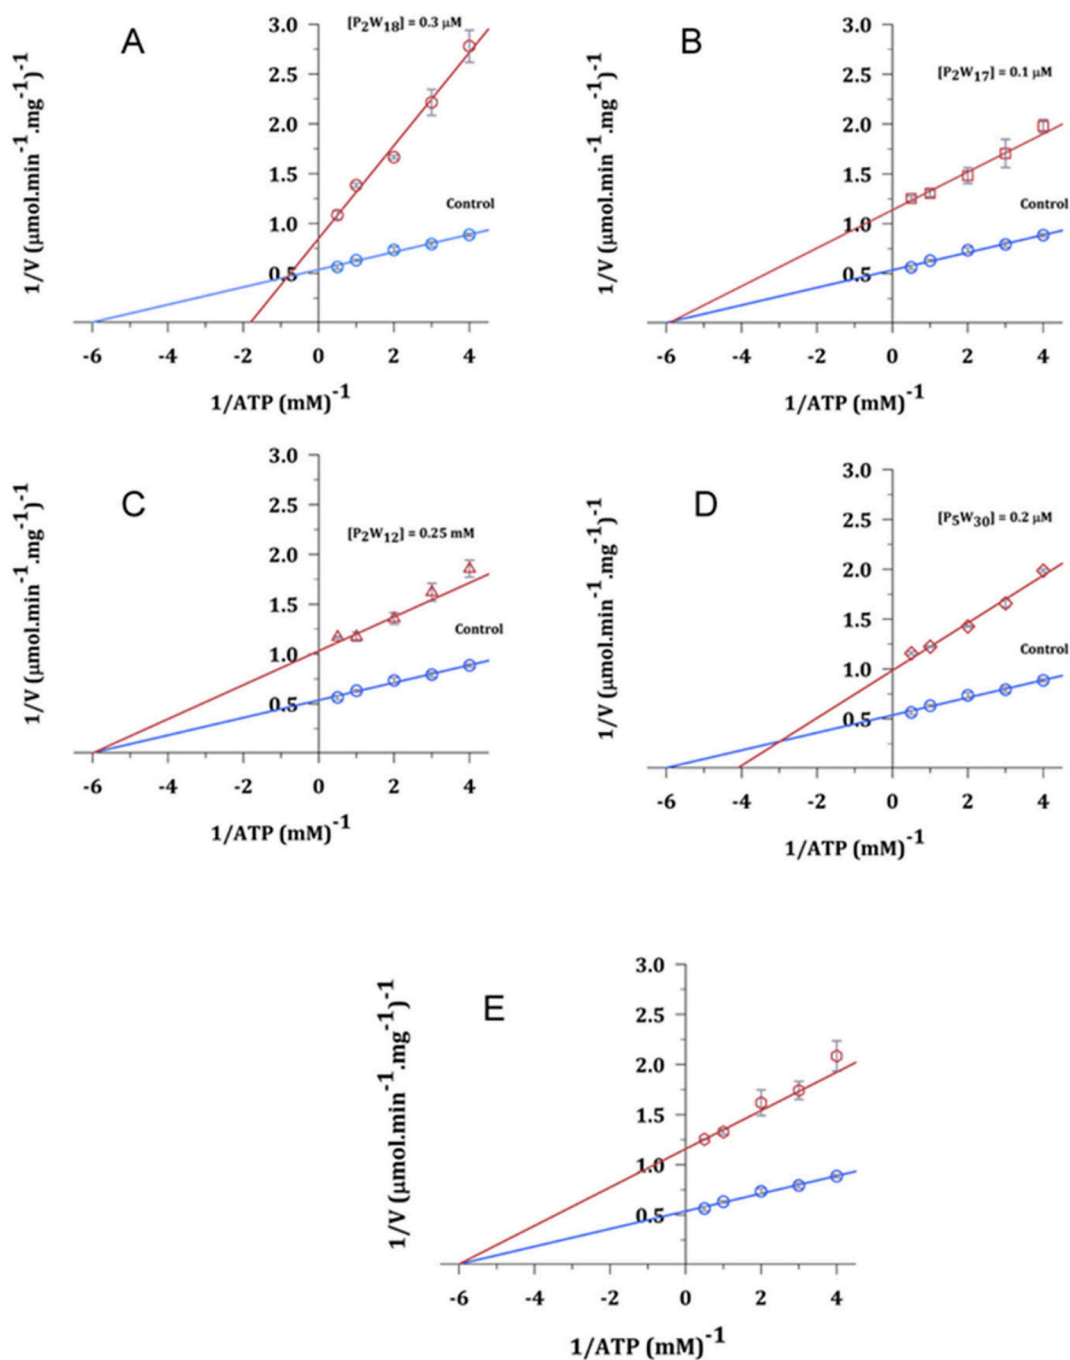 A
[P2W18] = 0.3 μM
3.0
2.5
2.0
1.5
1.0
0.5
Control
1/V (μmol.min-1.mg-1)-1
-6 -4 -2 0 2 4
1/ATP (mM)-1
B
[P2W17] = 0.1 μM
3.0
2.5
2.0
1.5
1.0
0.5
Control
1/V (μmol.min-1.mg-1)-1
-6 -4 -2 0 2 4
1/ATP (mM)-1
C
[P2W12] = 0.25 mM
3.0
2.5
2.0
1.5
1.0
0.5
Control
1/V (μmol.min-1.mg-1)-1
-6 -4 -2 0 2 4
1/ATP (mM)-1
D
[P5W30] = 0.2 μM
3.0
2.5
2.0
1.5
1.0
0.5
Control
1/V (μmol.min-1.mg-1)-1
-6 -4 -2 0 2 4
1/ATP (mM)-1
E
3.0
2.5
2.0
1.5
1.0
0.5
1/V (μmol.min-1.mg-1)-1
-6 -4 -2 0 2 4
1/ATP (mM)-1